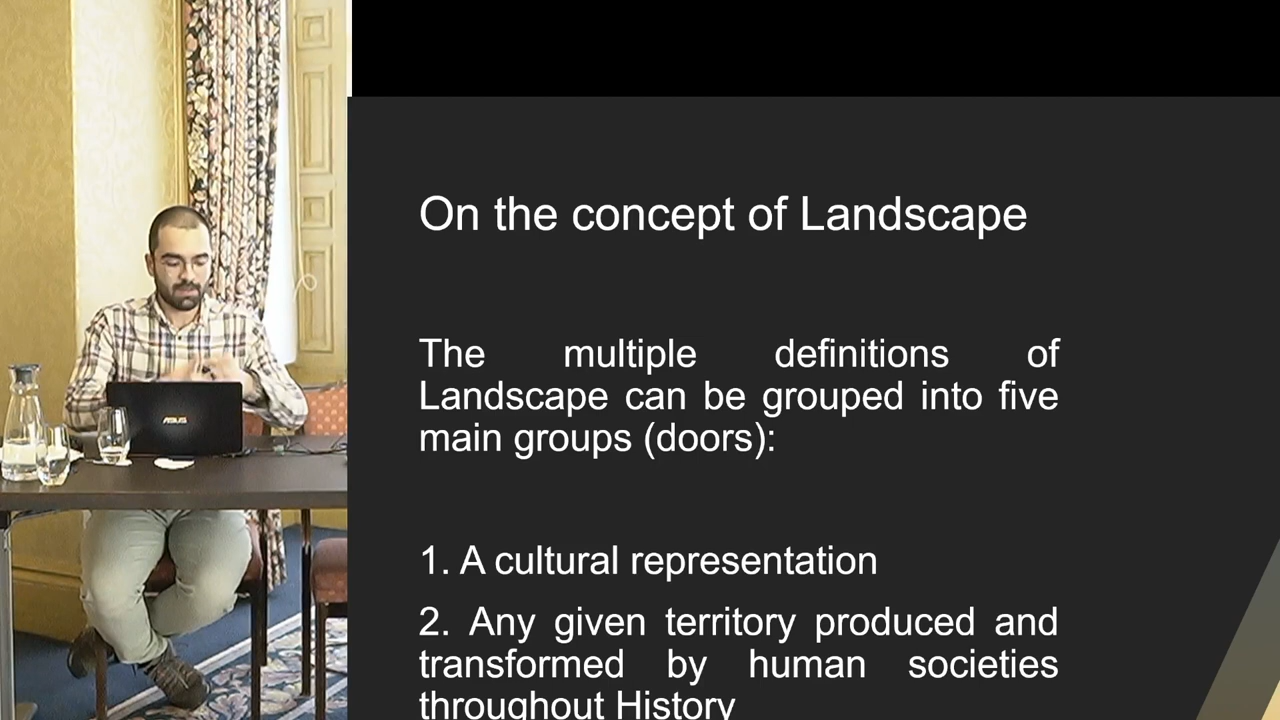 On the concept of Landscape
The multiple definitions of
Landscape can be grouped into five
main groups (doors):
1. A cultural representation
2. Any given territory produced and
transformed by human societies
throughout History
ASUS